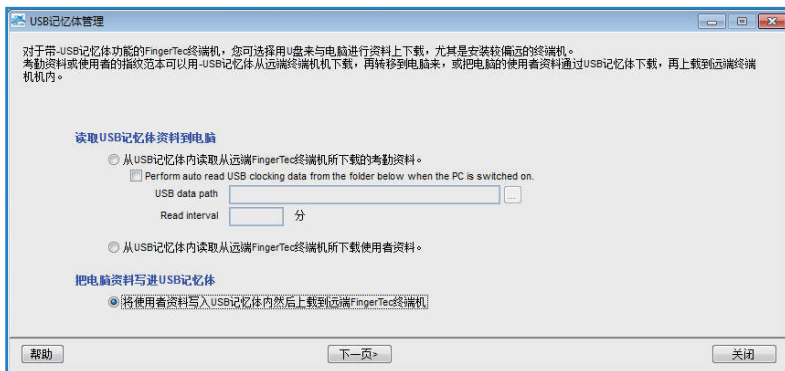 USB记忆体管理
对于带-USB记忆体功能的FingerTec终端机，您可选择用U盘来与电脑进行资料上下载，尤其是安装较偏远的终端机。
考勤资料或使用者的指纹范本可以用-USB记忆体从远端终端机机下载，再转移到电脑来，或把电脑的使用者资料通过USB记忆体下载，再上载到远端终端
机机内。
读取USB记忆体资料到电脑
从USB记忆体内读取从远端FingerTec终端机所下载的考勤资料。
Perform auto read USB clocking data from the folder below when the PC is switched on.
USB data path ...
Read interval 分
从USB记忆体内读取从远端FingerTec终端机所下载使用者资料。
把电脑资料写进USB记忆体
将使用者资料写入USB记忆体内然后上载到远端FingerTec终端机
帮助 下一页> 关闭